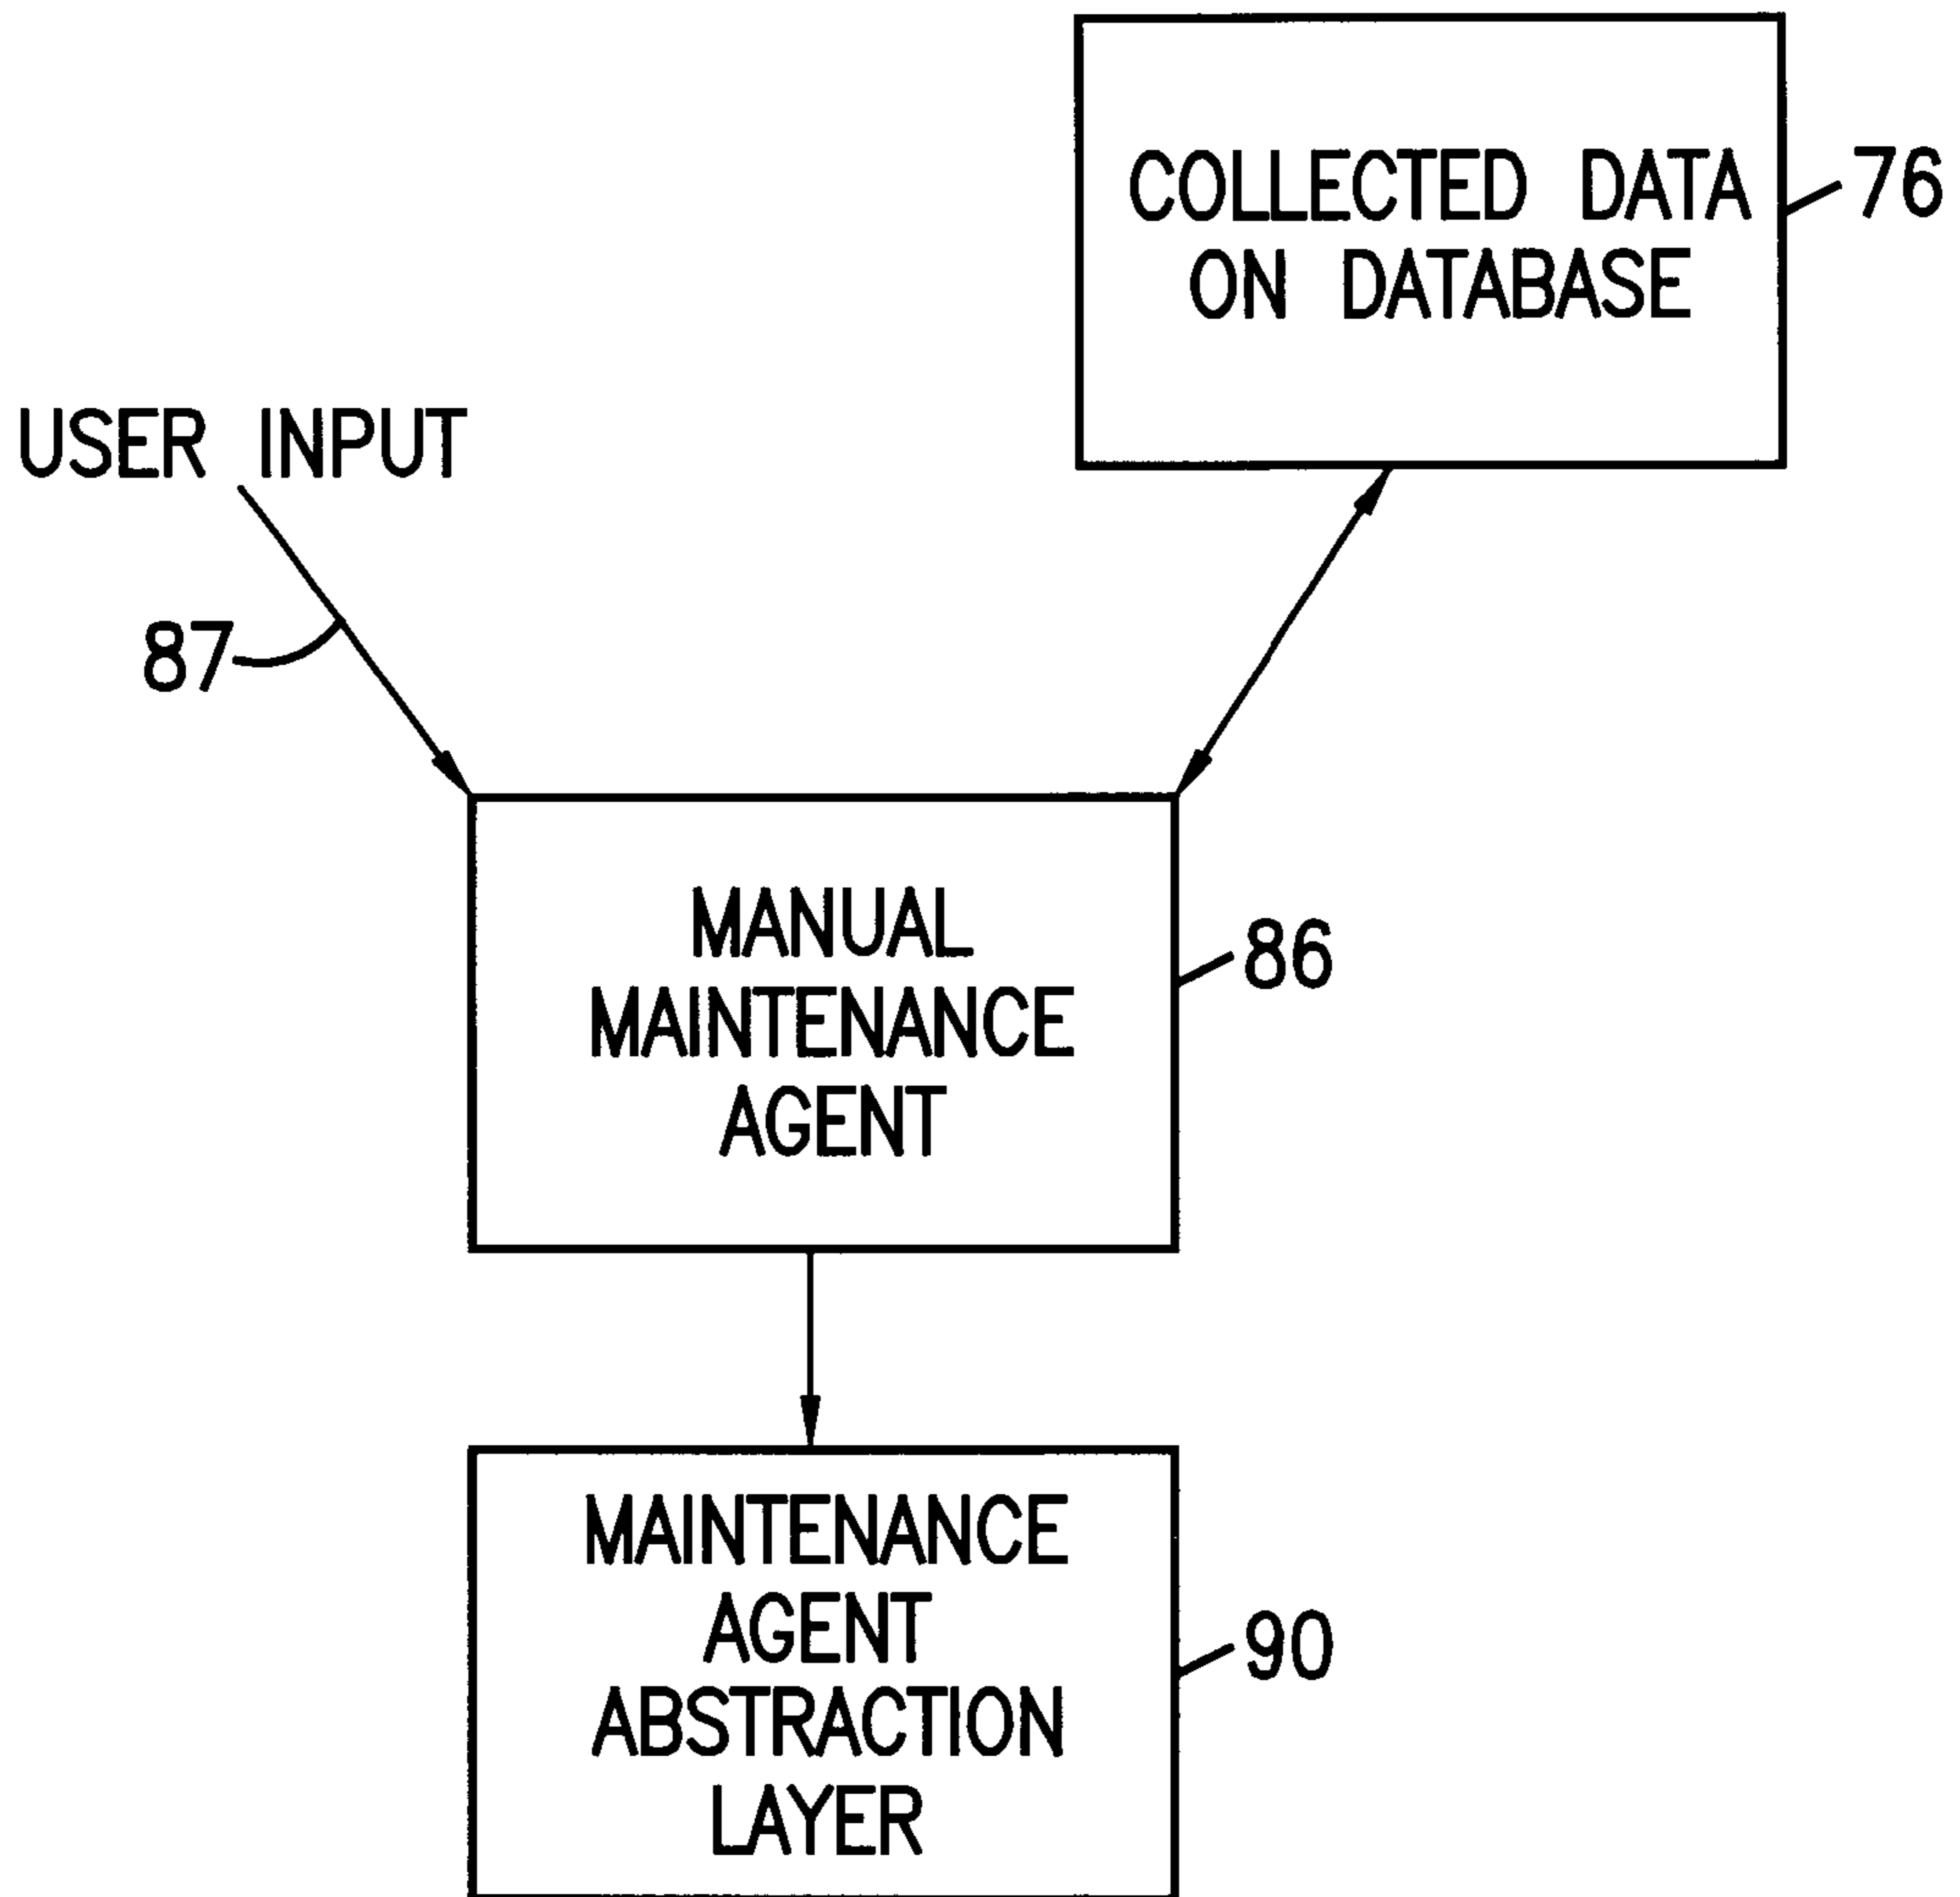 COLLECTED DATA
ON DATABASE
76
USER INPUT
87
MANUAL
MAINTENANCE
AGENT
86
MAINTENANCE
AGENT
ABSTRACTION
LAYER
90